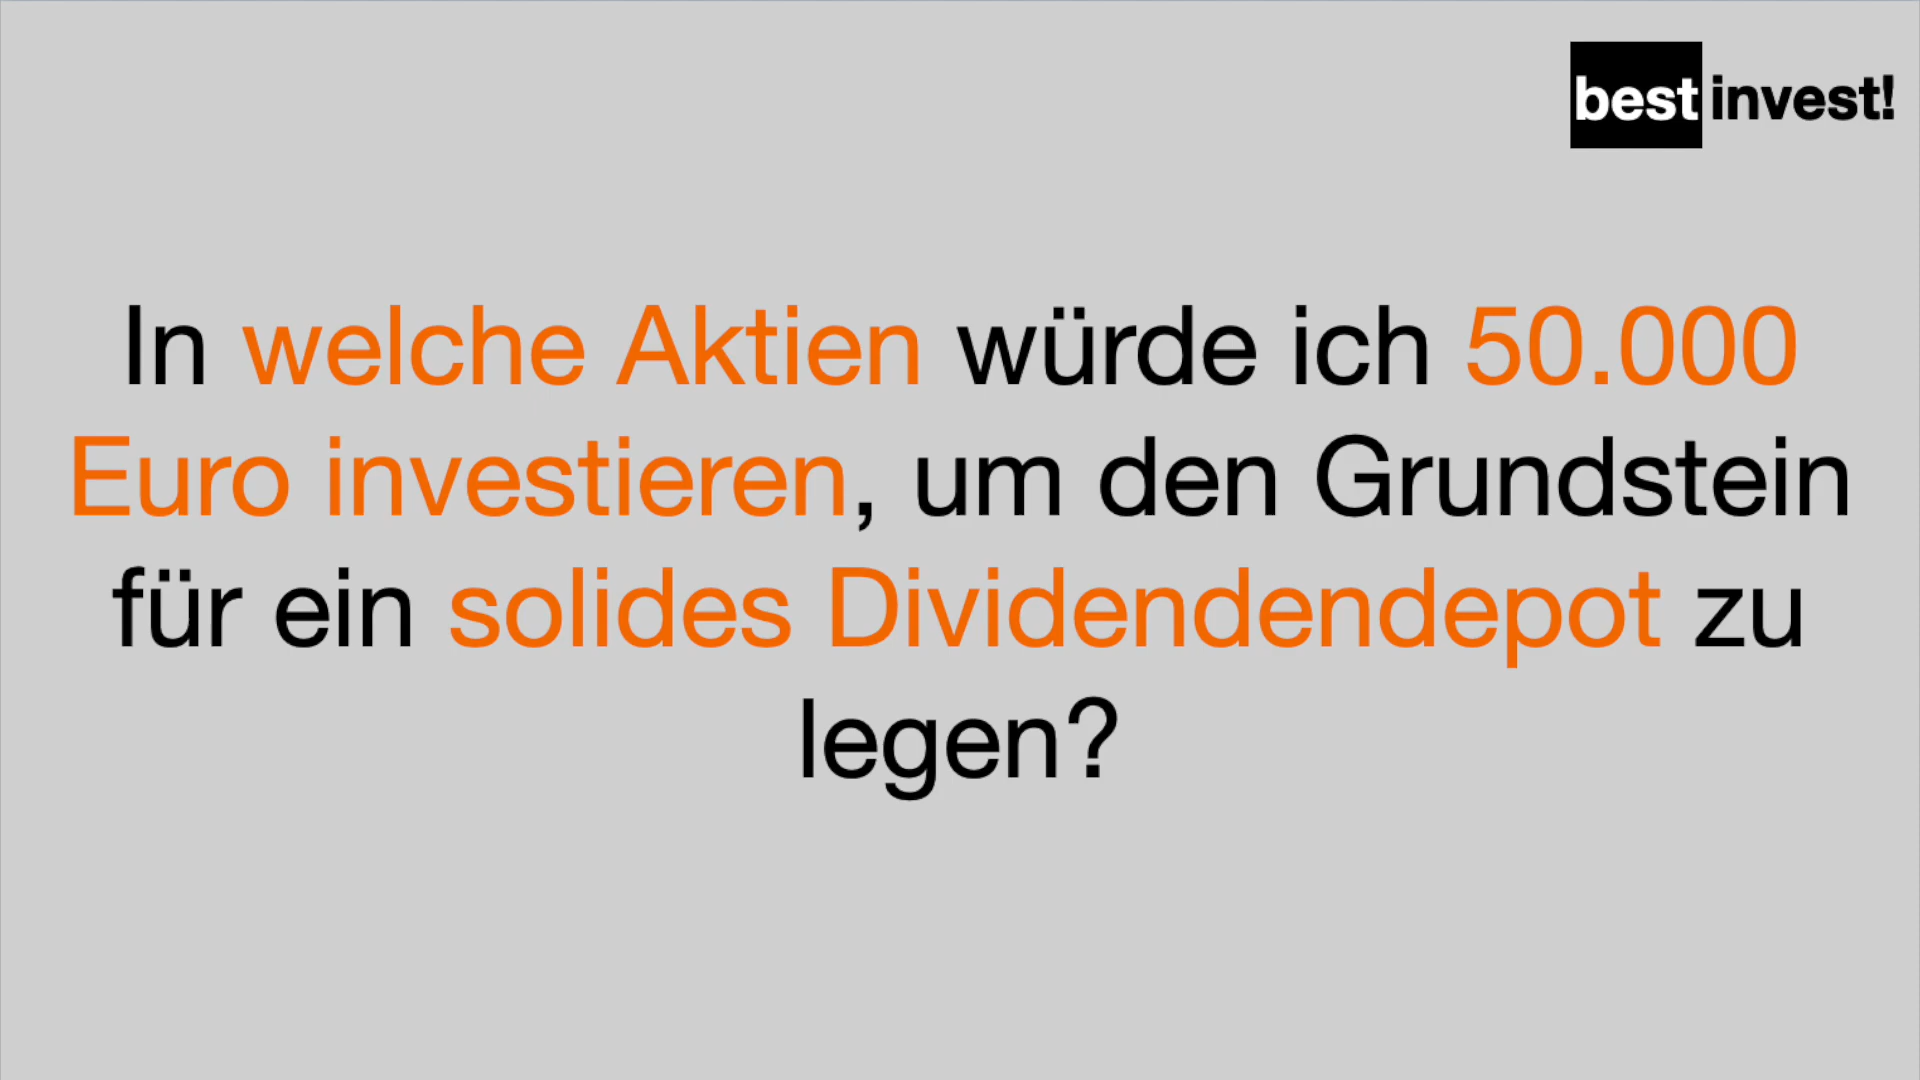 best invest!
In welche Aktien würde ich 50.000
Euro investieren, um den Grundstein
für ein solides Dividendendepot zu
legen?